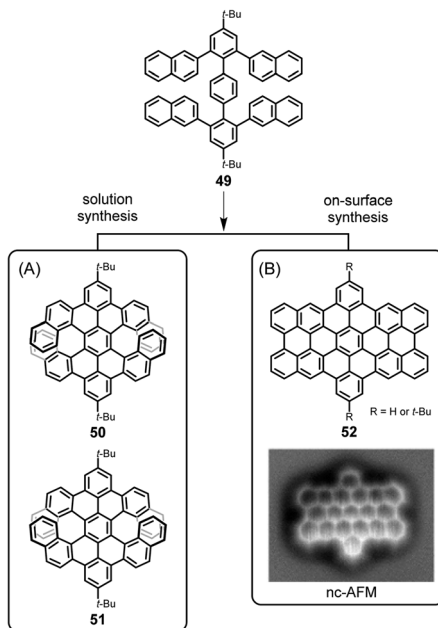 t-Bu
t-Bu
49
solution
synthesis
on-surface
synthesis
(A)
t-Bu
t-Bu
50
t-Bu
t-Bu
51
(B)
R
R
R = H or t-Bu
52
nc-AFM